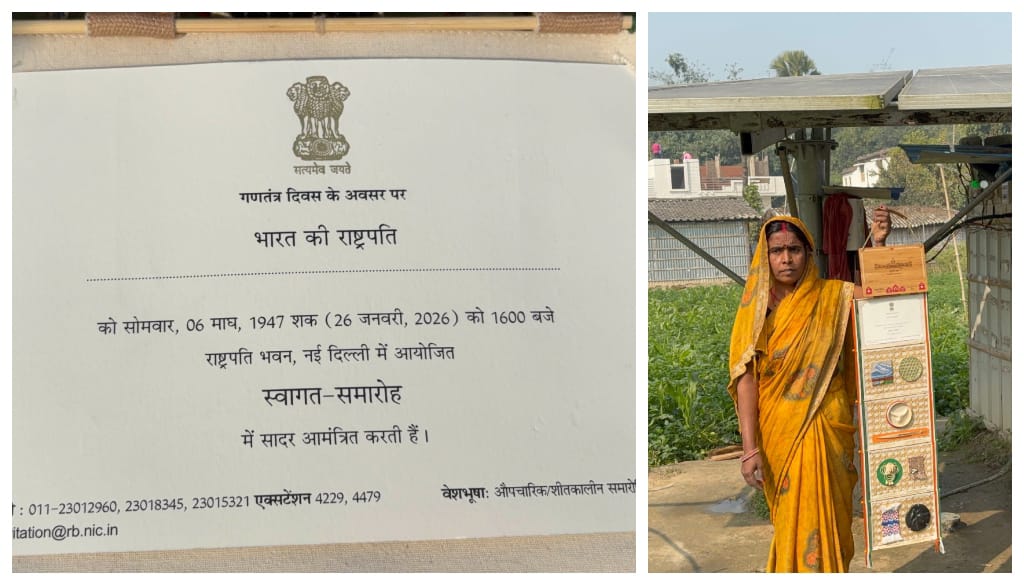 सत्यमेव जयते
गणतंत्र दिवस के अवसर पर
भारत की राष्ट्रपति
को सोमवार, 06 माघ, 1947 शक (26 जनवरी, 2026) को 1600 बजे
राष्ट्रपति भवन, नई दिल्ली में आयोजित
स्वागत-समारोह
में सादर आमंत्रित करती हैं।
: 011-23012960, 23018345, 23015321 एक्सटेंशन 4229, 4479
वेशभूषाः औपचारिक/शीतकालीन समारो
itation@rb.nic.in